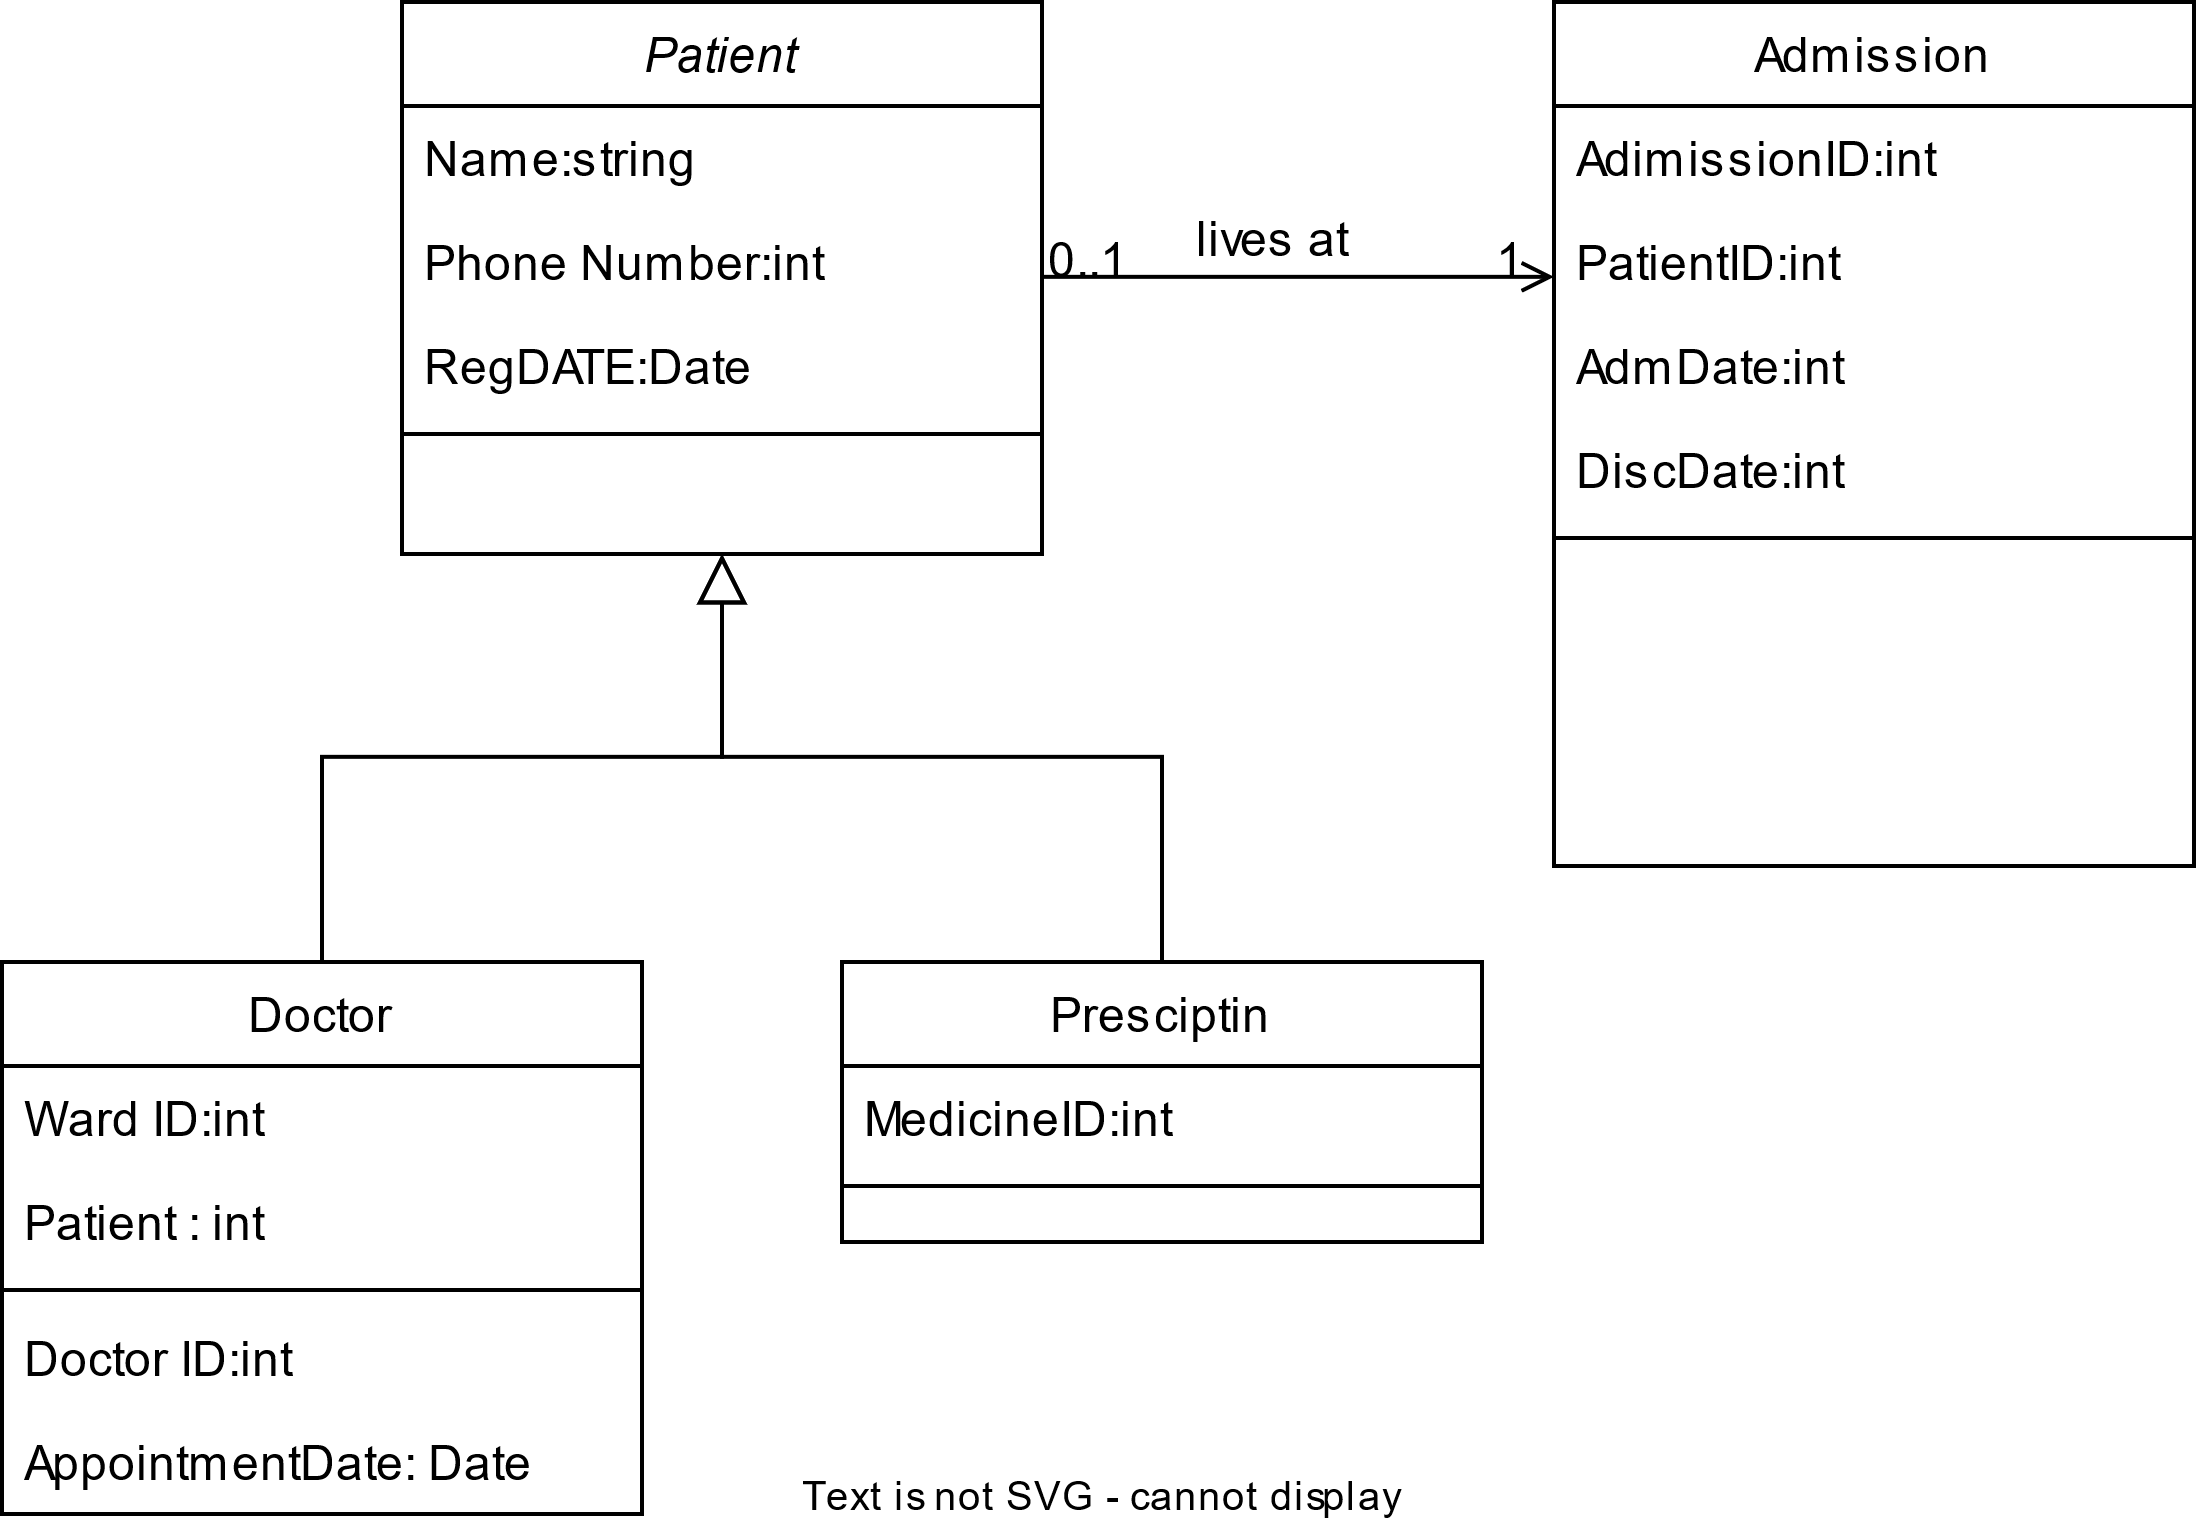 Patient
Name:string
Phone Number:int
RegDATE:Date
0..1
lives at
1
Admission
AdimissionID:int
PatientID:int
AdmDate:int
DiscDate:int
Doctor
Ward ID:int
Patient : int
Doctor ID:int
AppointmentDate: Date
Presciptin
MedicineID:int
Text is not SVG - cannot display